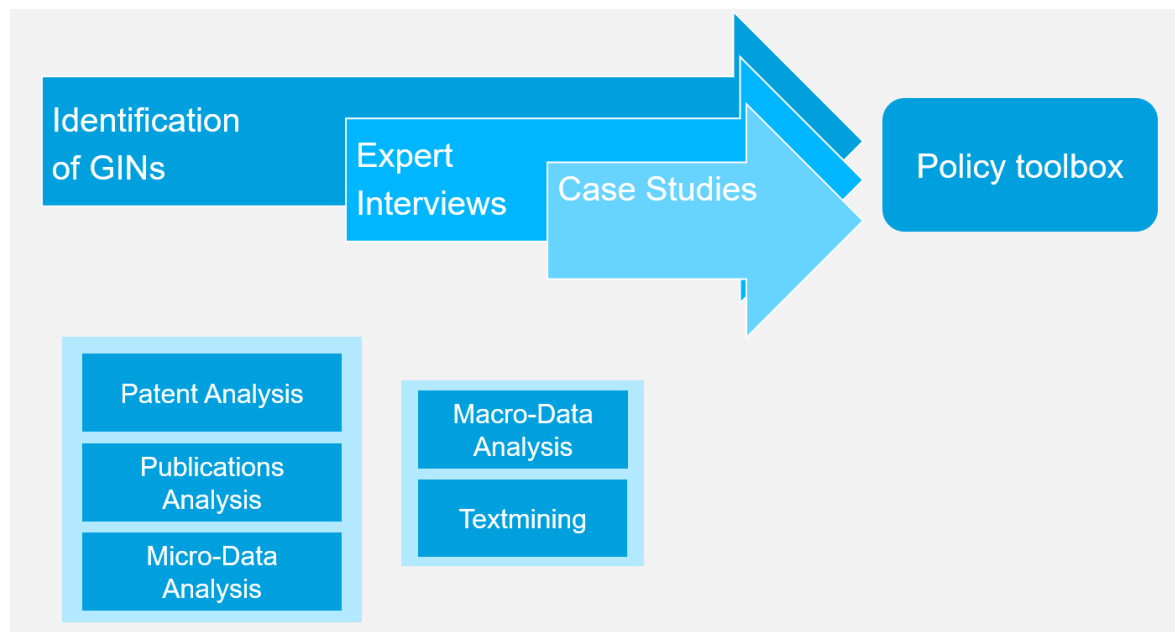 Identification
of GINs
Expert
Interviews
Case Studies
Policy toolbox
Patent Analysis
Publications
Analysis
Micro-Data
Analysis
Macro-Data
Analysis
Textmining